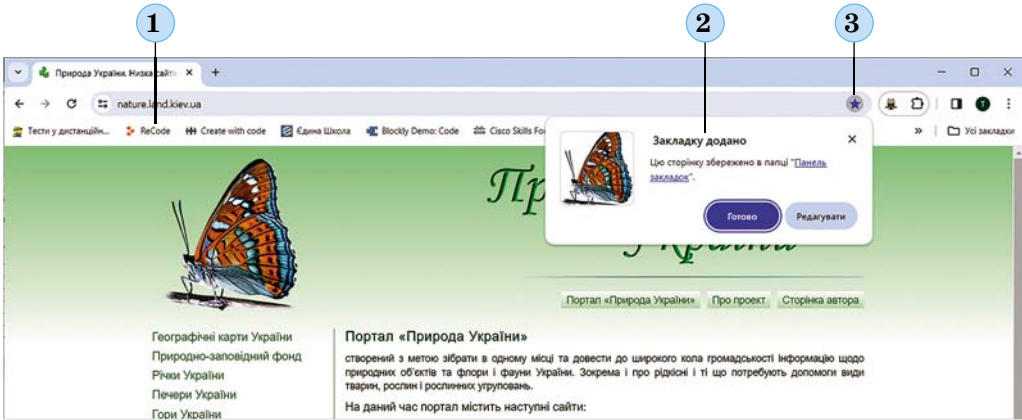 1 2 3
Природа України. Низка сайтів
nature.land.kiev.ua
Тести у дистанційн... ReCode Create with code Єдина Школа Blockly Demo: Code Cisco Skills Fo » Усі закладки
Закладку додано
Цю сторінку збережено в папці "Панель
закладок".
Готово Редагувати
Пр
України
Портал «Природа України» Про проект Сторінка автора
Географічні карти України
Природно-заповідний фонд
Річки України
Печери України
Гори України
Портал «Природа України»
створений з метою зібрати в одному місці та довести до широкого кола громадськості інформацію щодо
природних об'єктів та флори і фауни України. Зокрема і про рідкісні і ті що потребують допомоги види
тварин, рослин і рослинних угруповань.
На даний час портал містить наступні сайти: